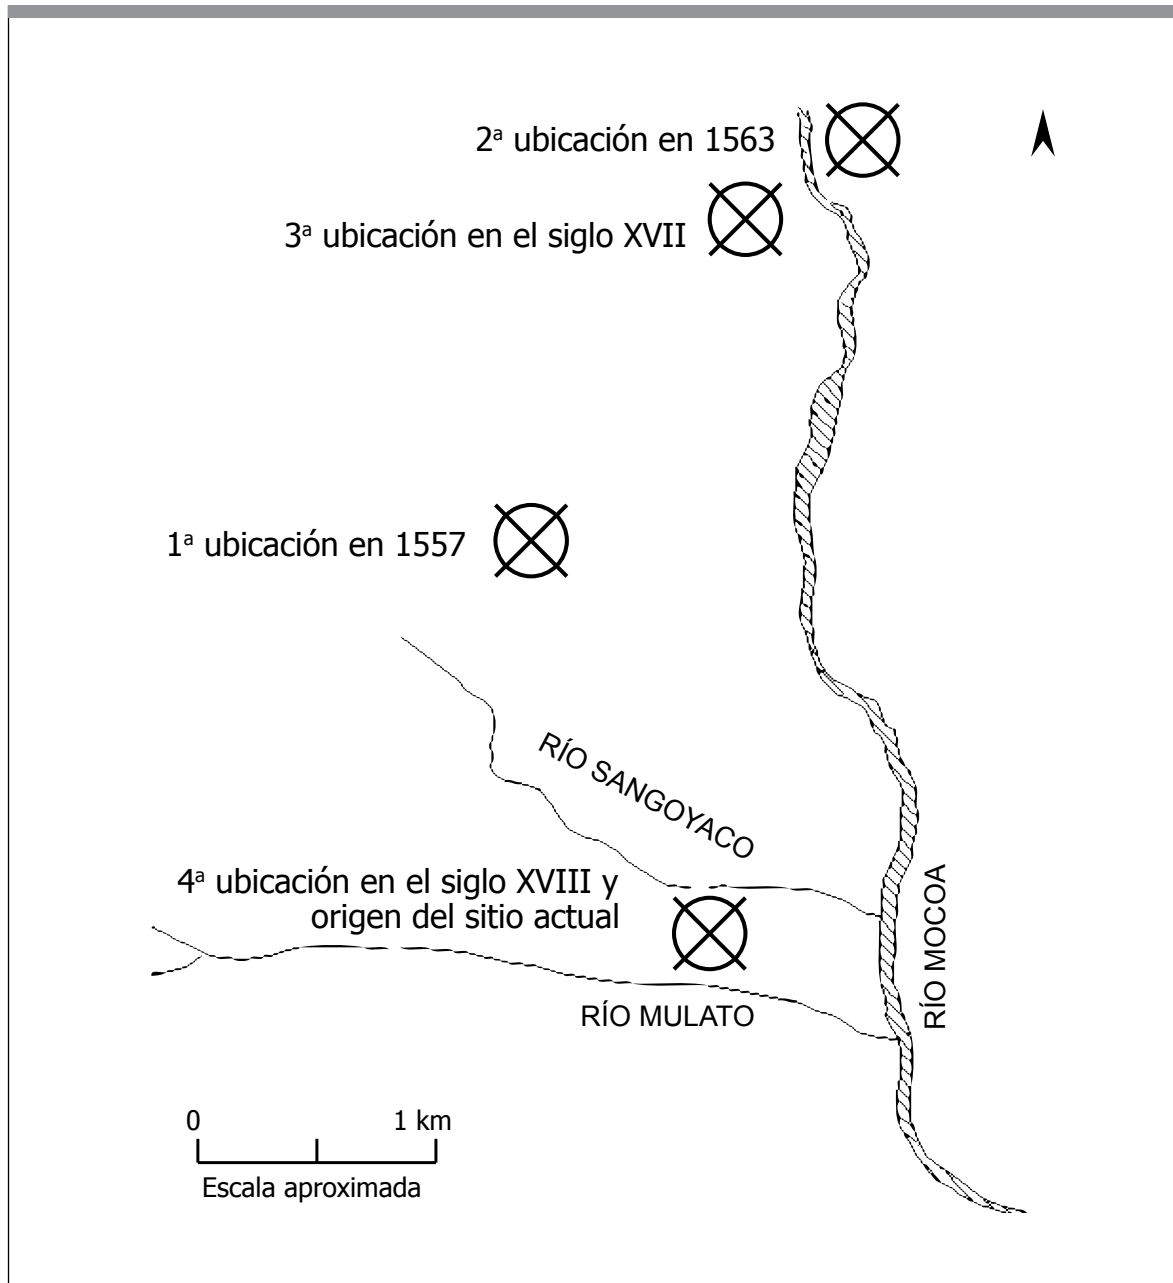 2ª ubicación en 1563
3ª ubicación en el siglo XVII
1ª ubicación en 1557
RÍO SANGOYACO
4ª ubicación en el siglo XVIII y
origen del sitio actual
RÍO MOCOA
RÍO MULATO
0 1 km
Escala aproximada